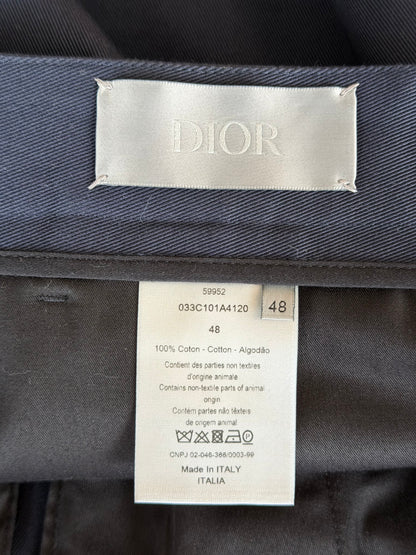 DIOR
59952
033C101A4120
48
48
100% Coton - Cotton - Algodão
Contient des parties non textiles
d'origine animale
Contains non-textile parts of animal
origin
Contém partes não têxteis
de origem animal
CNPJ 02-046-366/0003-99
Made In ITALY
ITALIA